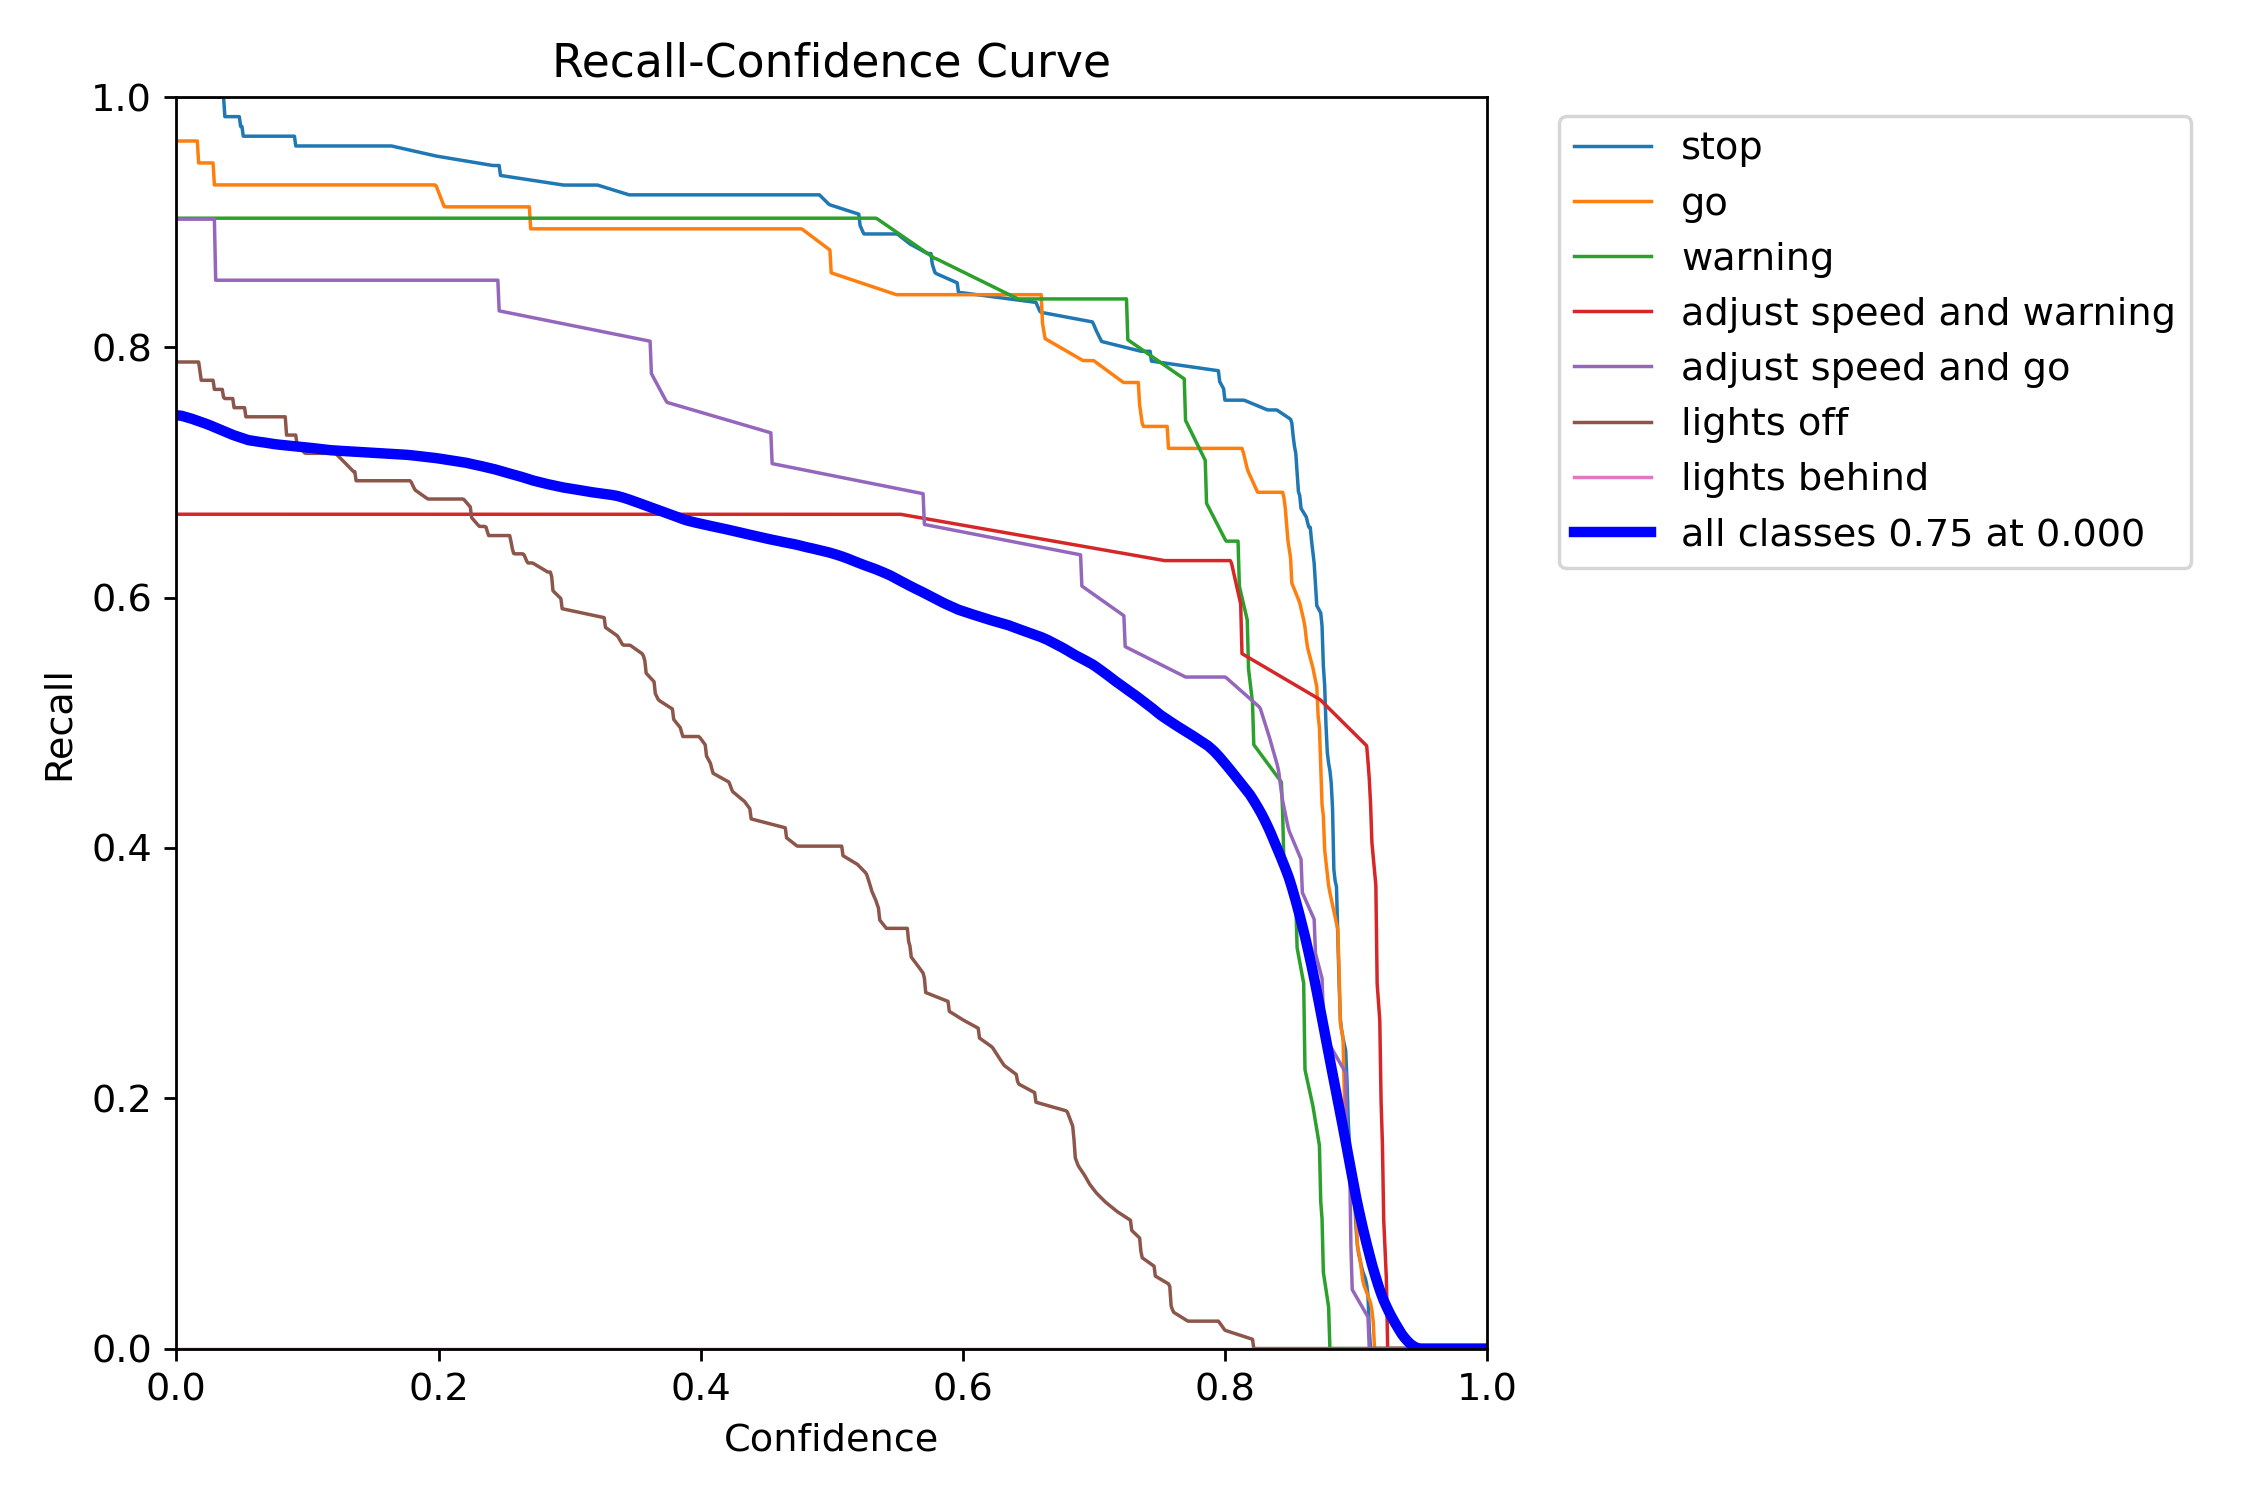 Recall-Confidence Curve
1.0
0.8
0.6
0.4
0.2
0.0
Recall
0.0 0.2 0.4 0.6 0.8 1.0
Confidence
stop
go
warning
adjust speed and warning
adjust speed and go
lights off
lights behind
all classes 0.75 at 0.000